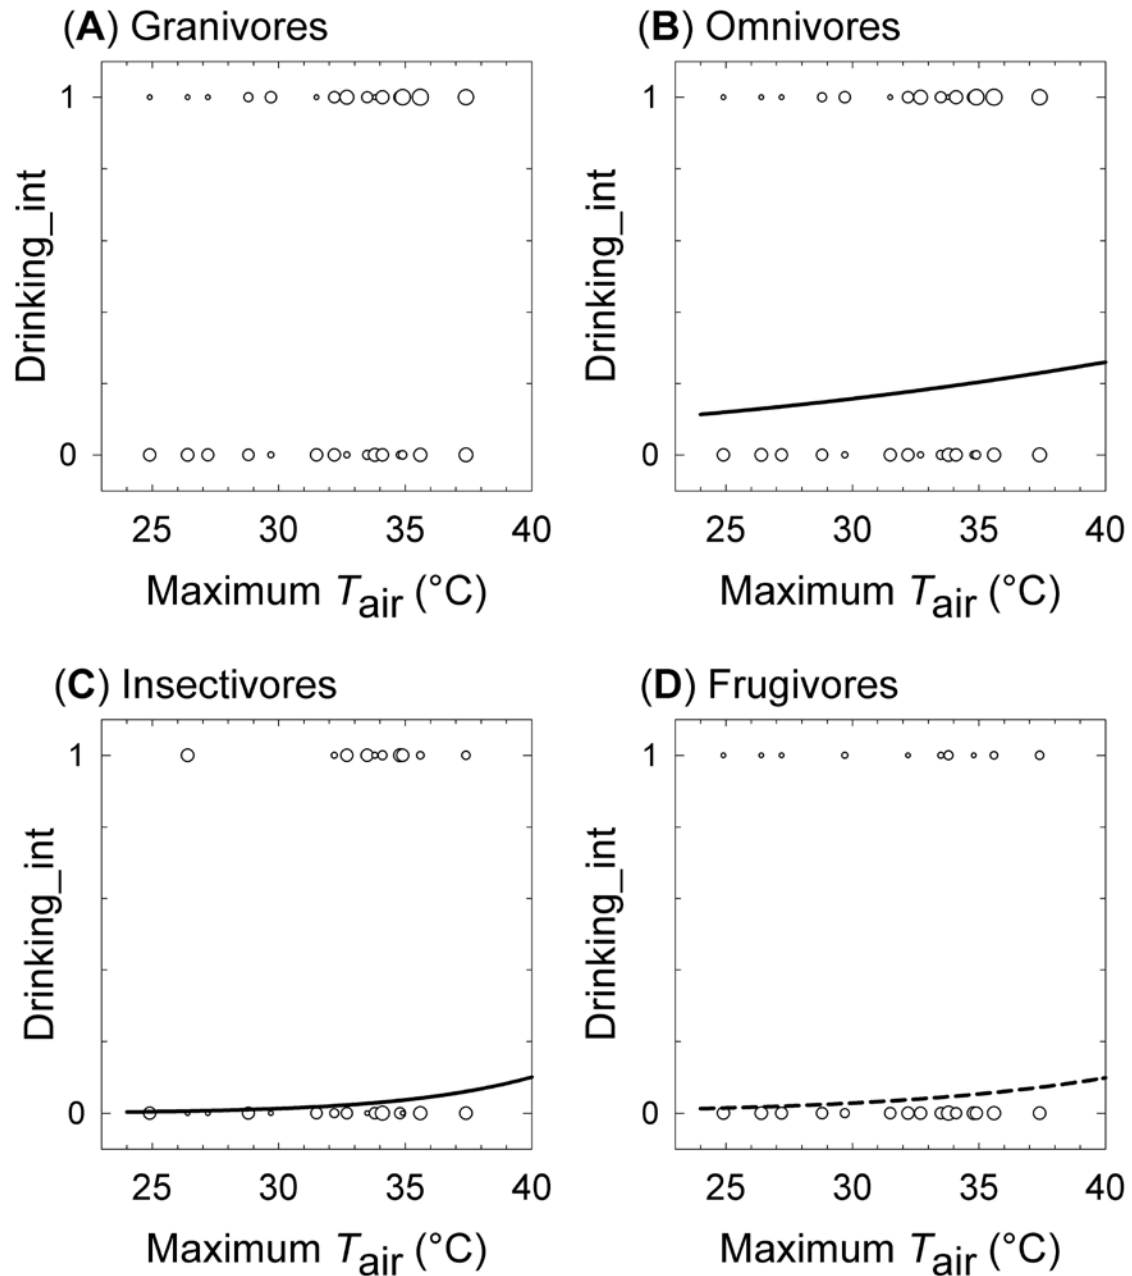 (A) Granivores
(B) Omnivores
1
0
Drinking_int
25 30 35 40
Maximum Tair (°C)
1
0
Drinking_int
25 30 35 40
Maximum Tair (°C)
(C) Insectivores
(D) Frugivores
1
0
Drinking_int
25 30 35 40
Maximum Tair (°C)
1
0
Drinking_int
25 30 35 40
Maximum Tair (°C)